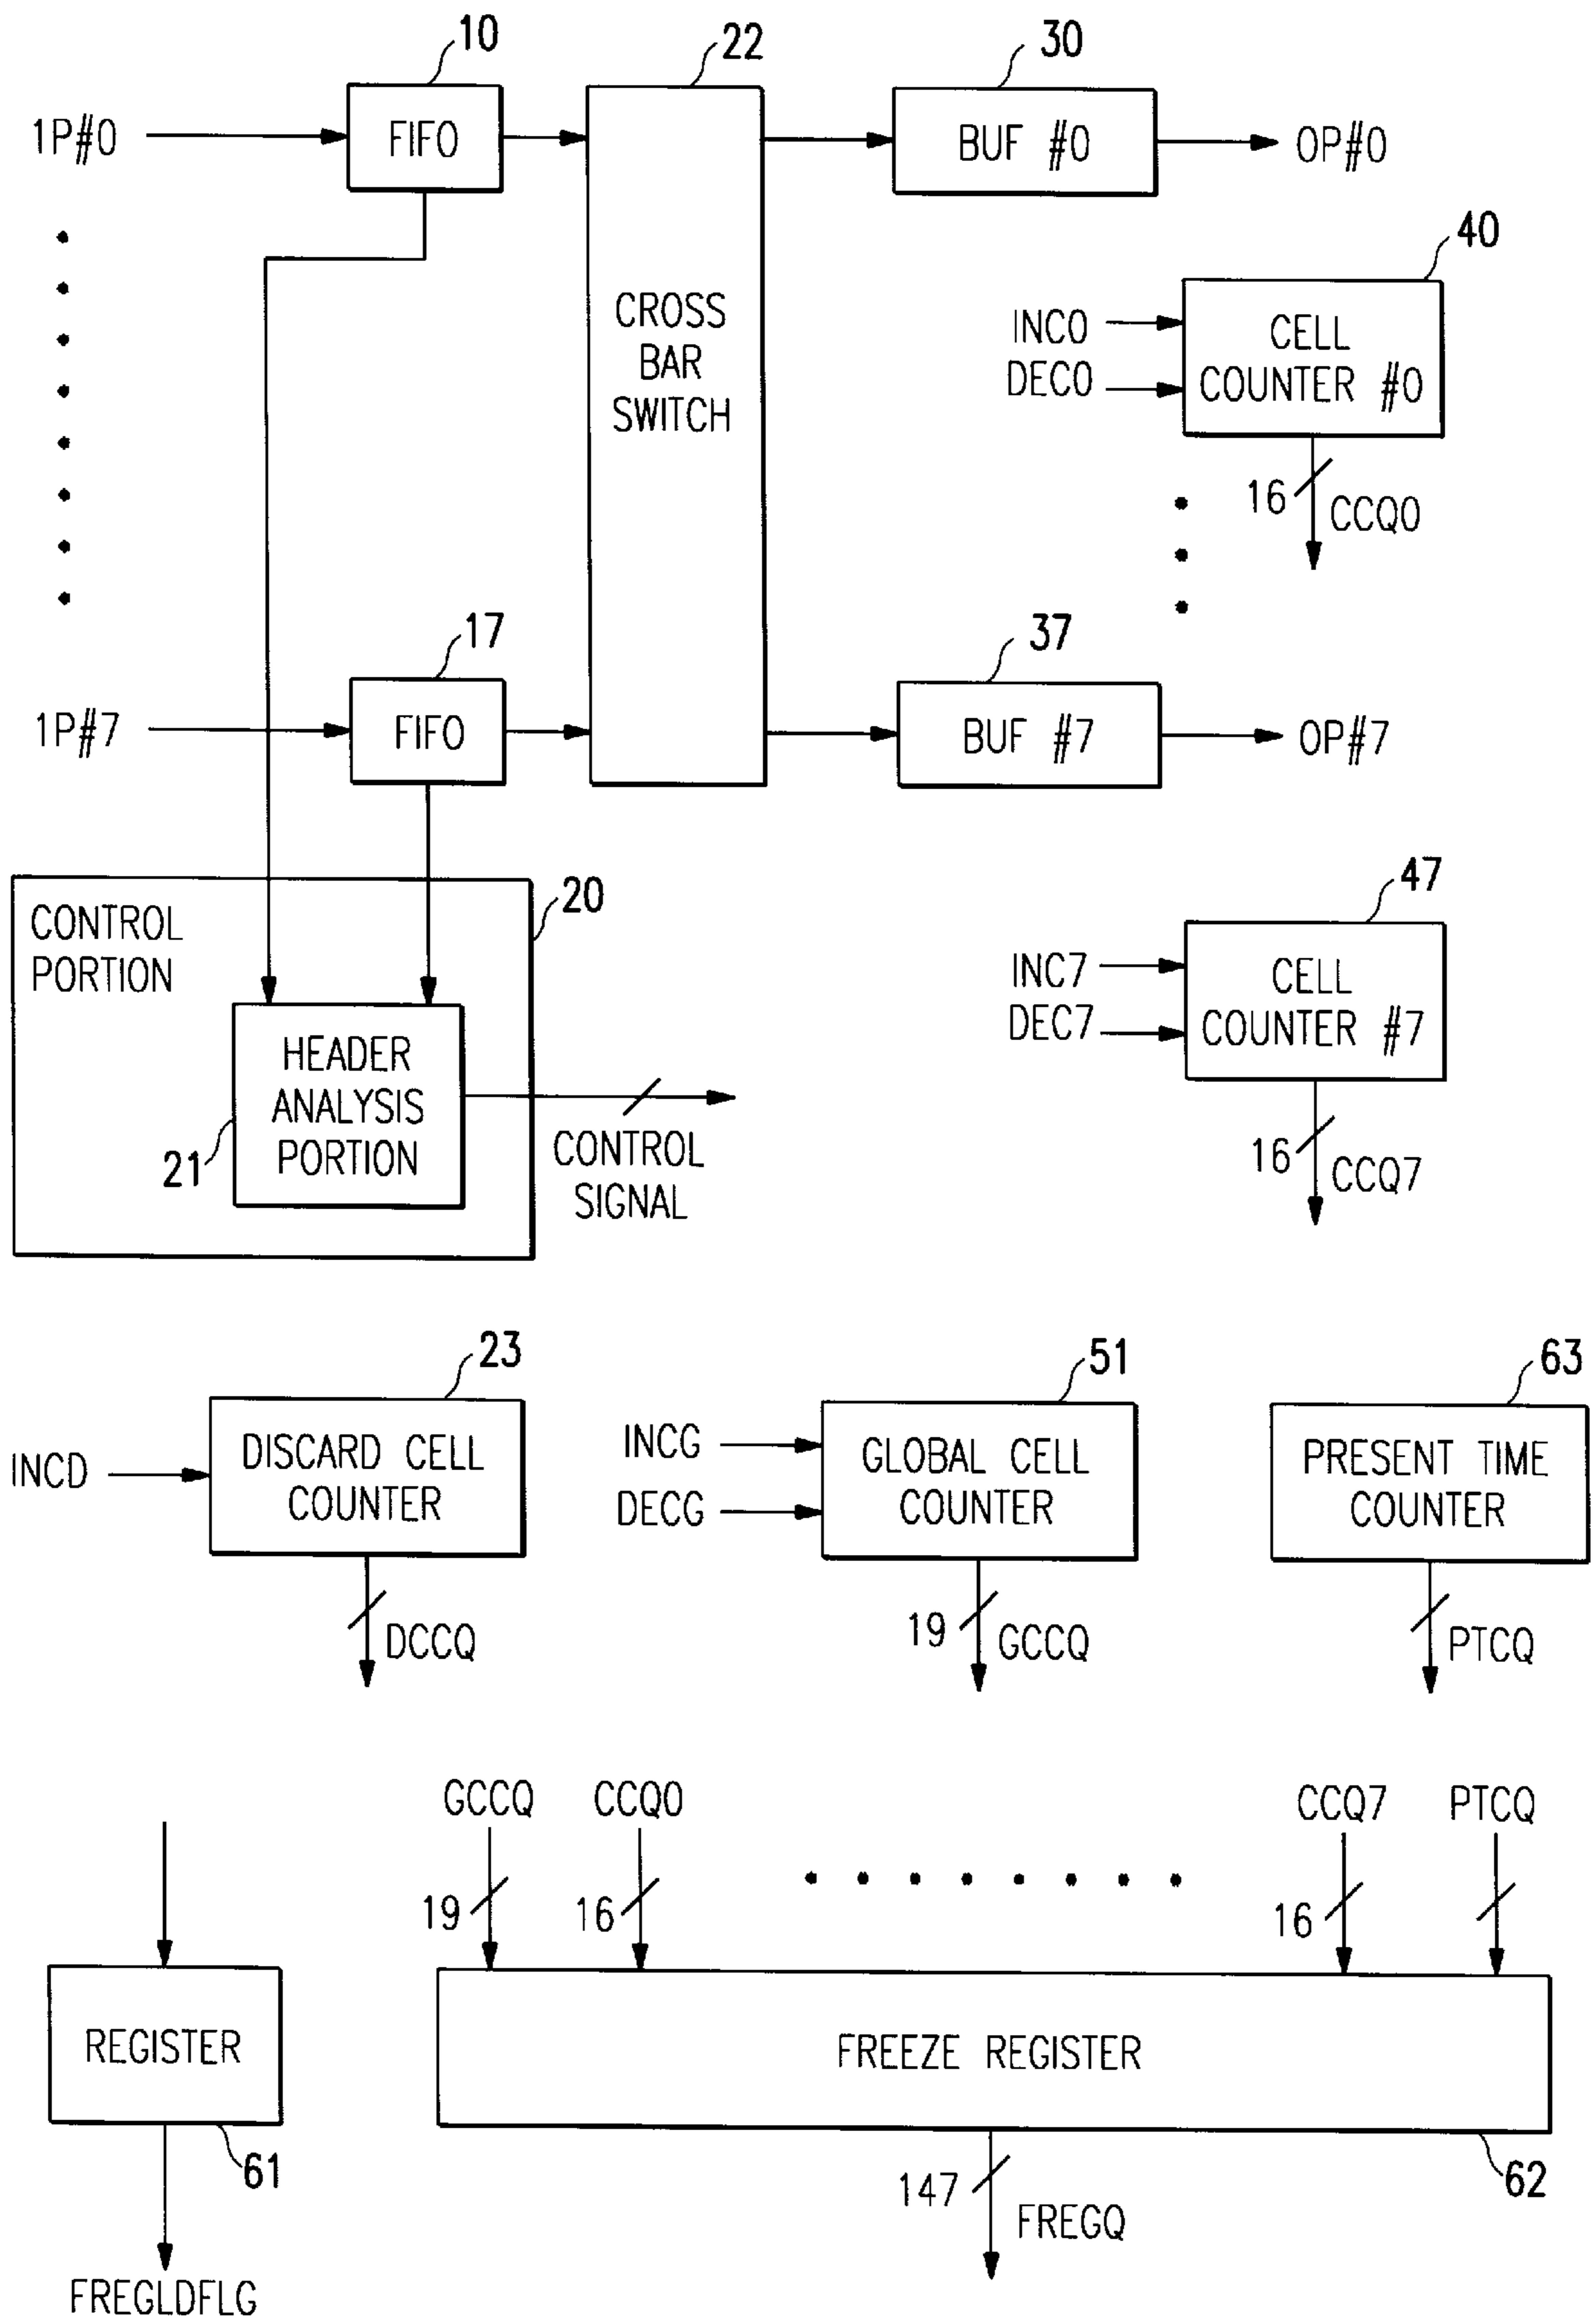 10
22
30
1P#0
FIFO
BUF #0
OP#0
40
CROSS
BAR
SWITCH
INC0
DEC0
CELL
COUNTER #0
16
CCQ0
17
37
1P#7
FIFO
BUF #7
OP#7
20
47
CONTROL
PORTION
INC7
DEC7
CELL
COUNTER #7
HEADER
ANALYSIS
PORTION
21
CONTROL
SIGNAL
16
CCQ7
23
51
63
INCD
DISCARD CELL
COUNTER
INCG
DECG
GLOBAL CELL
COUNTER
PRESENT TIME
COUNTER
DCCQ
19
GCCQ
PTCQ
GCCQ
CCQ0
CCQ7
PTCQ
19
16
16
REGISTER
FREEZE REGISTER
61
62
147
FREGQ
FREGLDFLG